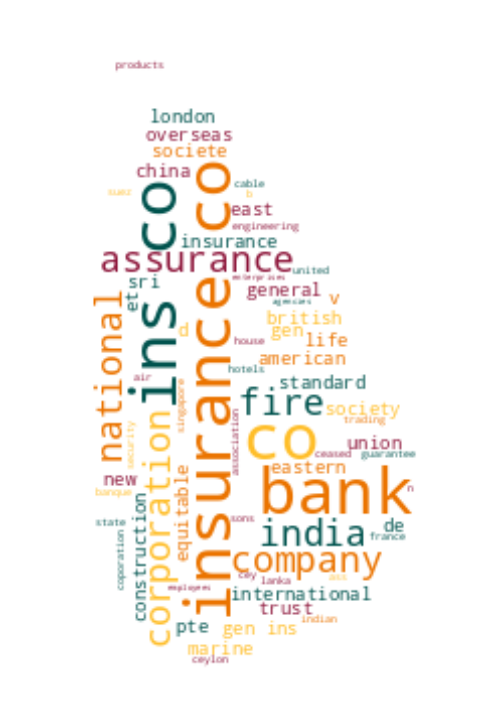 products
london
overseas
societe
china
suez
cable
b
east
engineering
insurance
assurance
united
enterprises
sri
general
agencies
et
v
british
gen
d
house
life
american
hotels
air
standard
fire
society
trading
co
ins co
insurance co
national
corporation
singapore
association
security
union
ceased
guarantee
eastern
new
banque
bank
n
equitable
construction
state
coporation
sons
india
de
france
company
cey
lanka
ass
employees
international
trust
indian
pte
gen ins
marine
ceylon